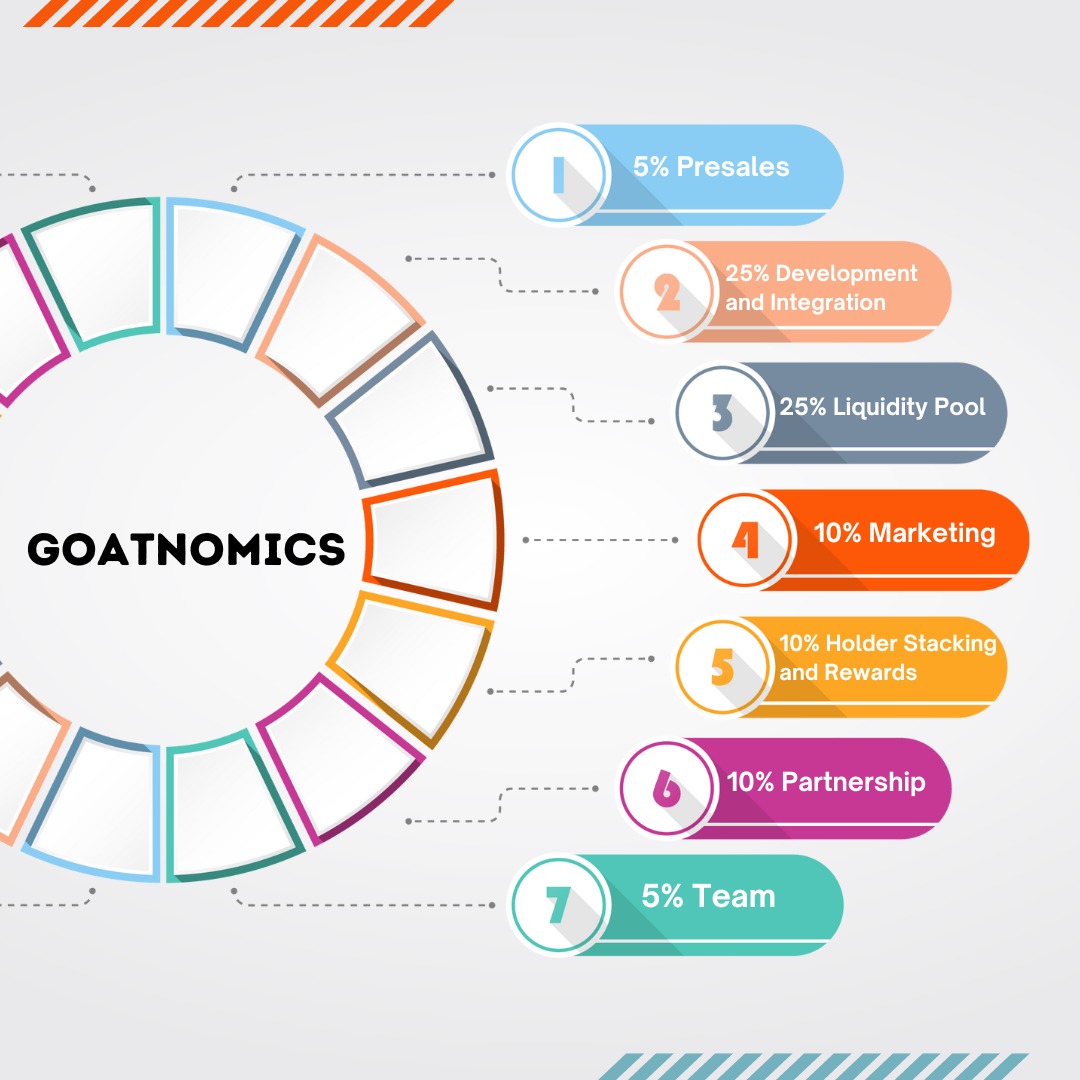 GOATNOMICS
1
5% Presales
2
25% Development
and Integration
3
25% Liquidity Pool
4
10% Marketing
5
10% Holder Stacking
and Rewards
6
10% Partnership
7
5% Team